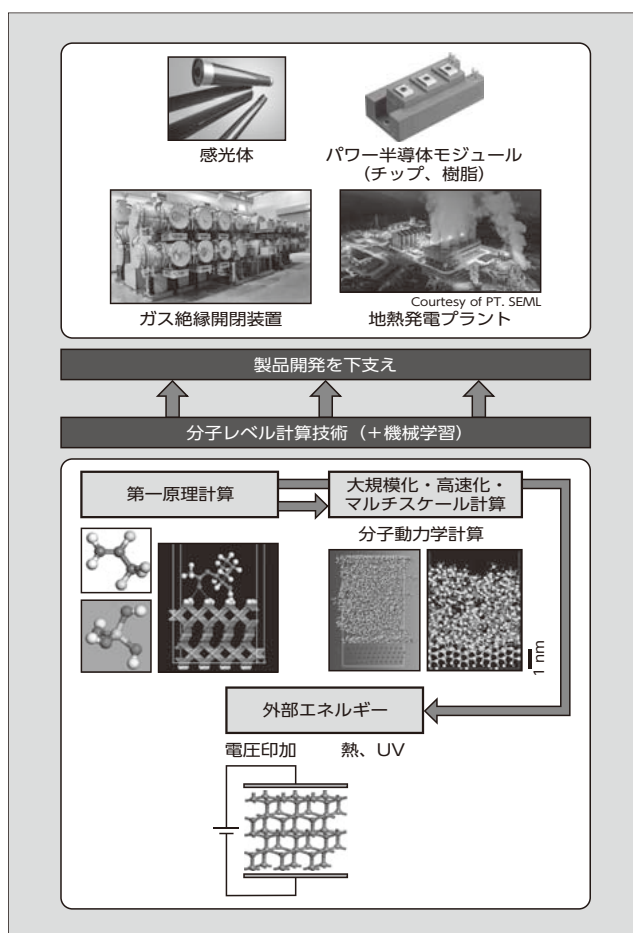 感光体
パワー半導体モジュール
（チップ、樹脂）
Courtesy of PT. SEML
ガス絶縁開閉装置
地熱発電プラント
製品開発を下支え
分子レベル計算技術（＋機械学習）
第一原理計算
大規模化・高速化・
マルチスケール計算
分子動力学計算
1 nm
外部エネルギー
電圧印加
熱、UV